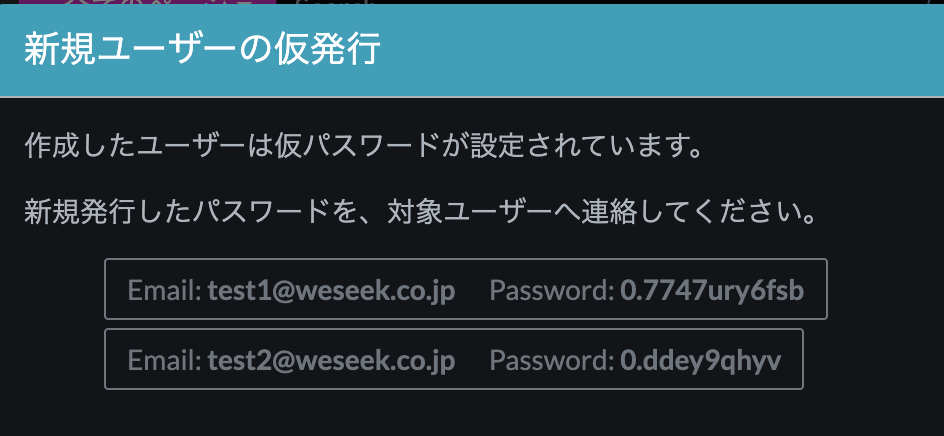 新規ユーザーの仮発行
作成したユーザーは仮パスワードが設定されています。
新規発行したパスワードを、対象ユーザーへ連絡してください。
Email: test1@weseek.co.jp Password: 0.7747ury6fsb
Email: test2@weseek.co.jp Password: 0.ddey9qhyv